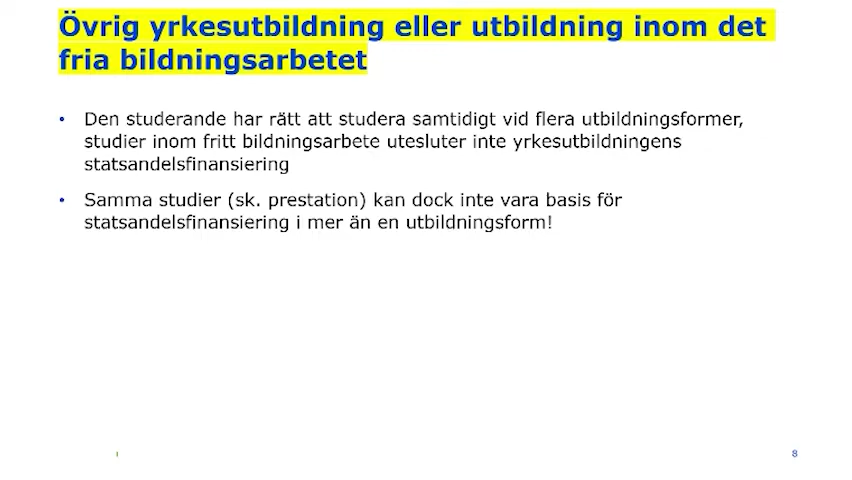 Övrig yrkesutbildning eller utbildning inom det
fria bildningsarbetet
• Den studerande har rätt att studera samtidigt vid flera utbildningsformer,
studier inom fritt bildningsarbete utesluter inte yrkesutbildningens
statsandelsfinansiering
• Samma studier (sk. prestation) kan dock inte vara basis för
statsandelsfinansiering i mer än en utbildningsform!
8